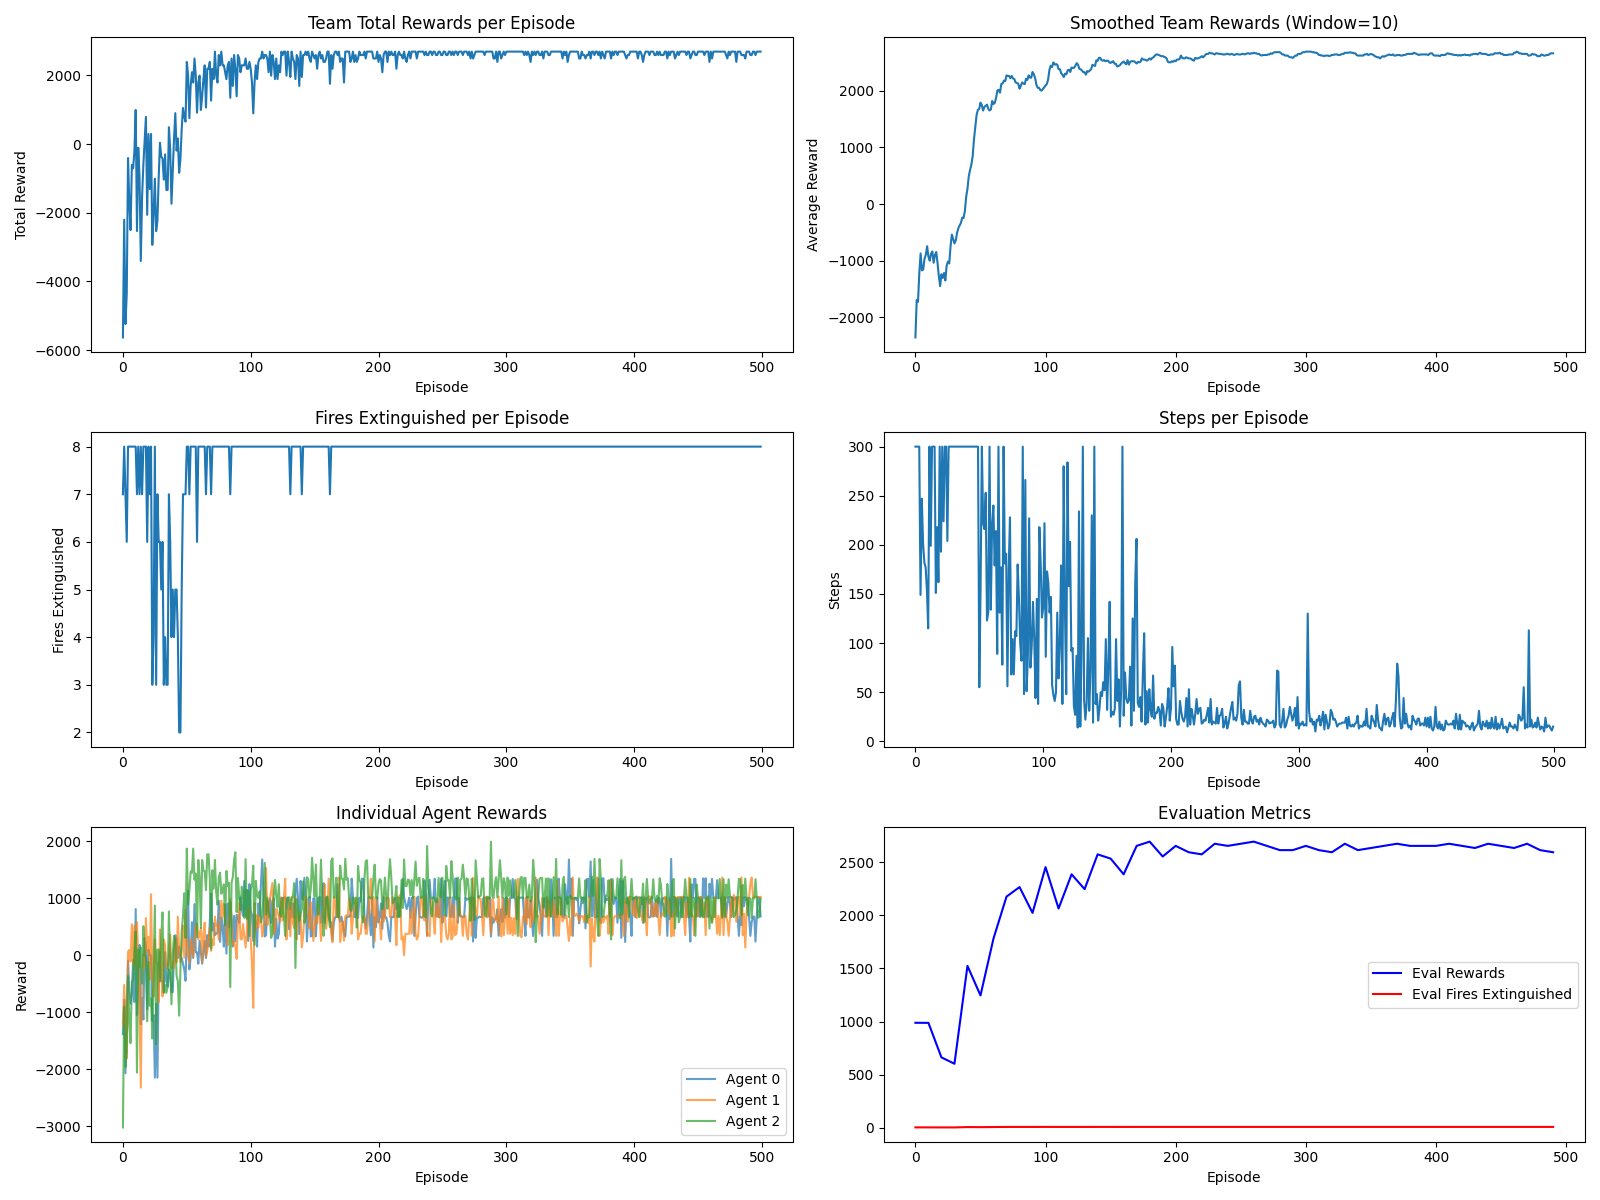 Team Total Rewards per Episode
Total Reward
2000
0
−2000
−4000
−6000
0 100 200 300 400 500
Episode
Smoothed Team Rewards (Window=10)
Average Reward
2000
1000
0
−1000
−2000
0 100 200 300 400 500
Episode
Fires Extinguished per Episode
Fires Extinguished
8
7
6
5
4
3
2
0 100 200 300 400 500
Episode
Steps per Episode
Steps
300
250
200
150
100
50
0
0 100 200 300 400 500
Episode
Individual Agent Rewards
Reward
2000
1000
0
−1000
−2000
−3000
Agent 0
Agent 1
Agent 2
0 100 200 300 400 500
Episode
Evaluation Metrics
2500
2000
1500
1000
500
0
Eval Rewards
Eval Fires Extinguished
0 100 200 300 400 500
Episode